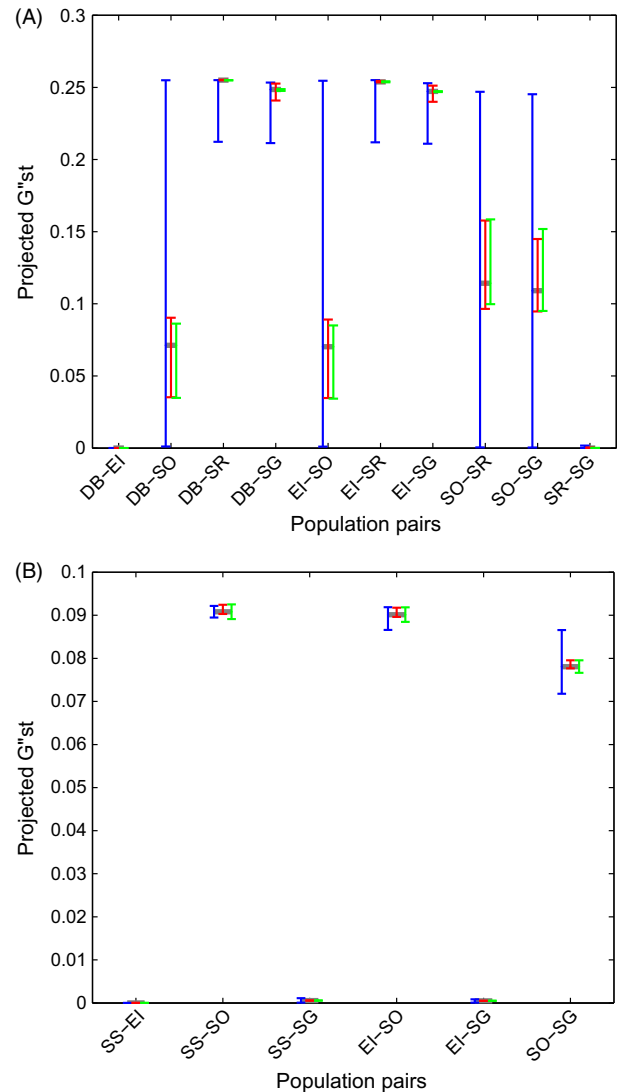 (A)
0.3
0.25
0.2
0.15
0.1
0.05
0
Projected G"st
DB-EI
DB-SO
DB-SR
DB-SG
EI-SO
EI-SR
EI-SG
SO-SR
SO-SG
SR-SG
Population pairs
(B)
0.1
0.09
0.08
0.07
0.06
0.05
0.04
0.03
0.02
0.01
0
Projected G"st
SS-EI
SS-SO
SS-SG
EI-SO
EI-SG
SO-SG
Population pairs